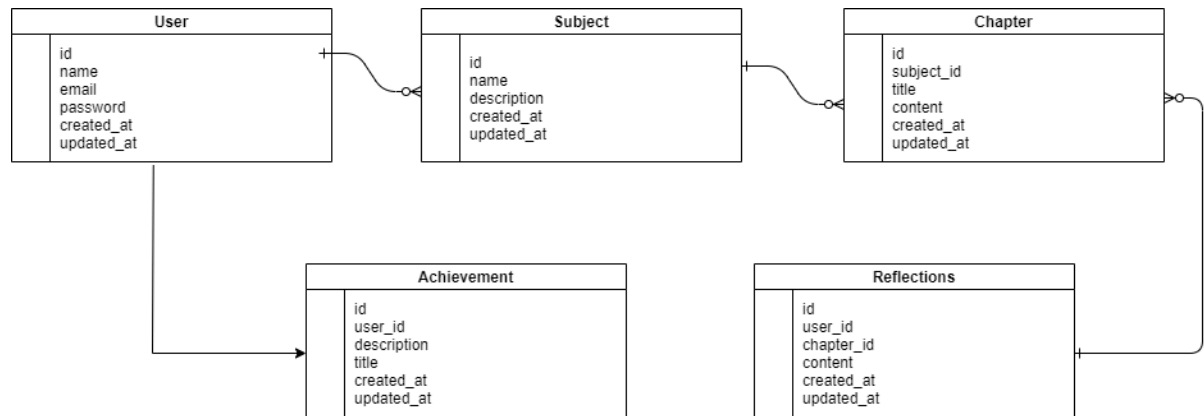 User
id
name
email
password
created_at
updated_at
Subject
id
name
description
created_at
updated_at
Chapter
id
subject_id
title
content
created_at
updated_at
Achievement
id
user_id
description
title
created_at
updated_at
Reflections
id
user_id
chapter_id
content
created_at
updated_at